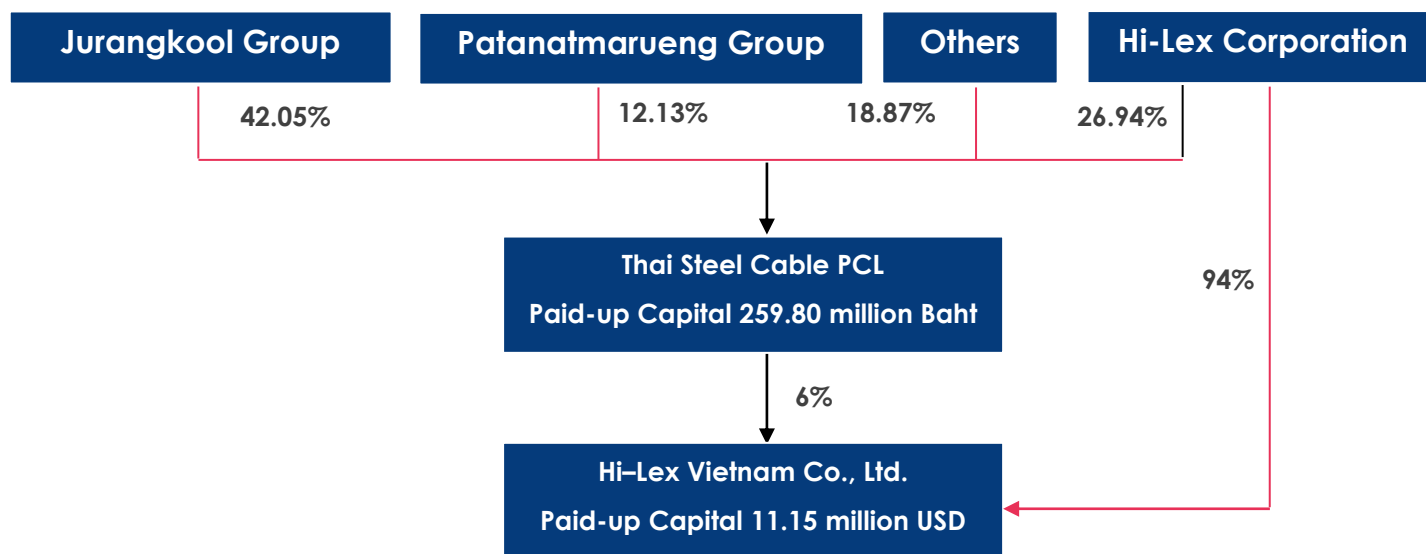 Jurangkool Group
Patanatmarueng Group
Others
Hi-Lex Corporation
42.05%
12.13%
18.87%
26.94%
Thai Steel Cable PCL
Paid-up Capital 259.80 million Baht
94%
6%
Hi–Lex Vietnam Co., Ltd.
Paid-up Capital 11.15 million USD